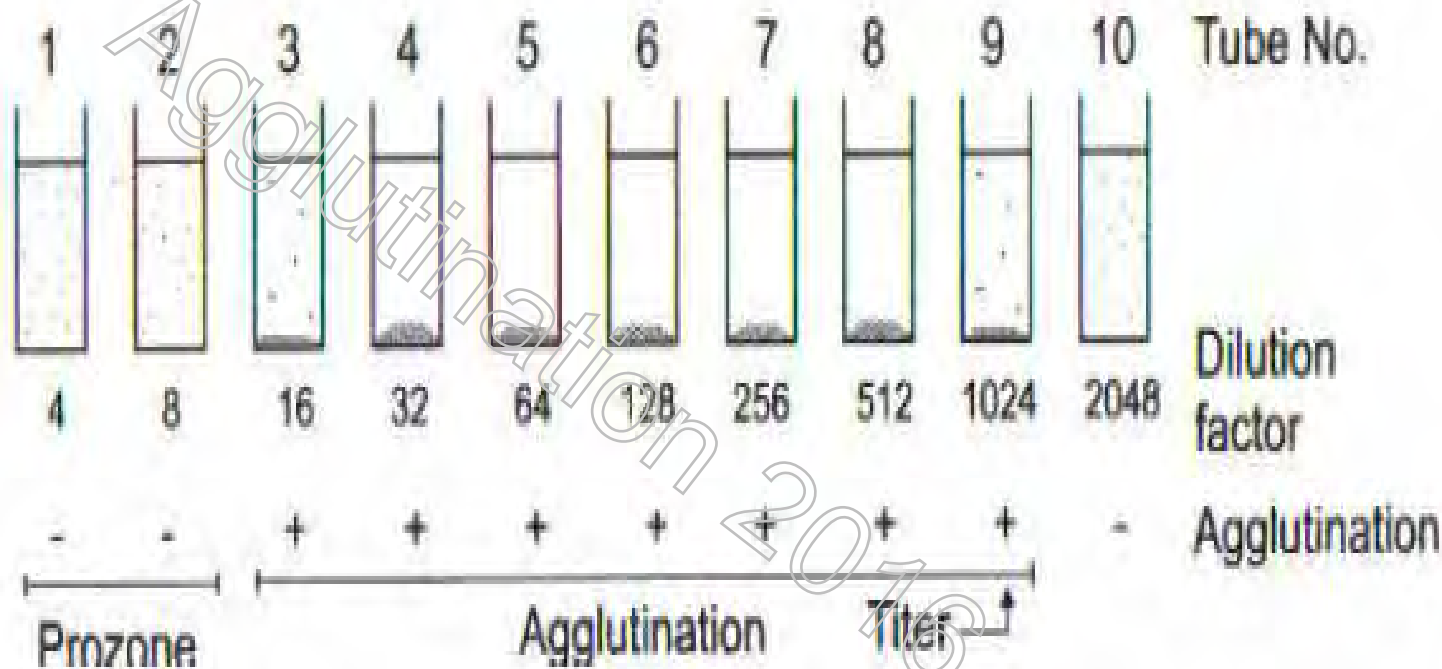 1 2 3 4 5 6 7 8 9 10 Tube No.
4 8 16 32 64 128 256 512 1024 2048 Dilution
factor
- - + + + + + + + - Agglutination
Prozone Agglutination Titer
Agglutination 2016